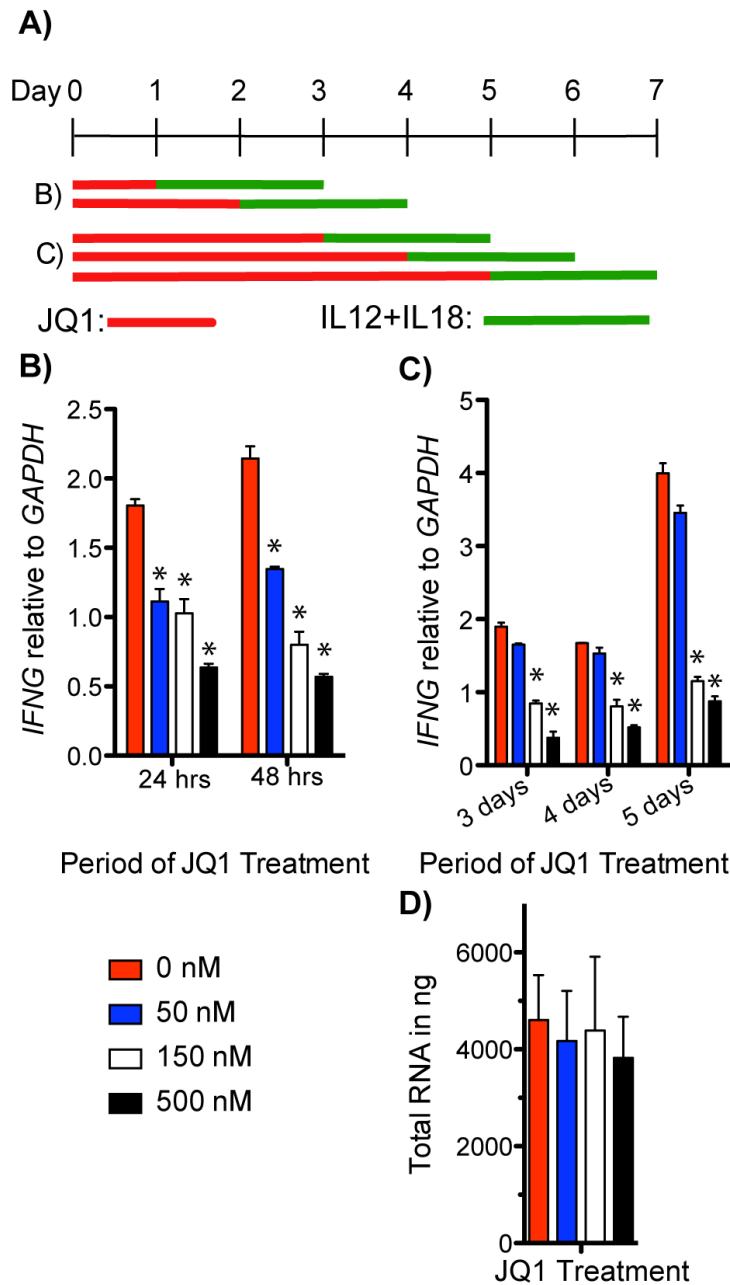 A)
Day 0 1 2 3 4 5 6 7
B)
C)
JQ1: IL12+IL18:
B)
IFNG relative to GAPDH
2.5
2.0
1.5
1.0
0.5
0.0
* * *
* * *
24 hrs 48 hrs
Period of JQ1 Treatment
C)
IFNG relative to GAPDH
5
4
3
2
1
0
* *
* *
* *
3 days 4 days 5 days
Period of JQ1 Treatment
0 nM
50 nM
150 nM
500 nM
D)
Total RNA in ng
6000
4000
2000
0
JQ1 Treatment